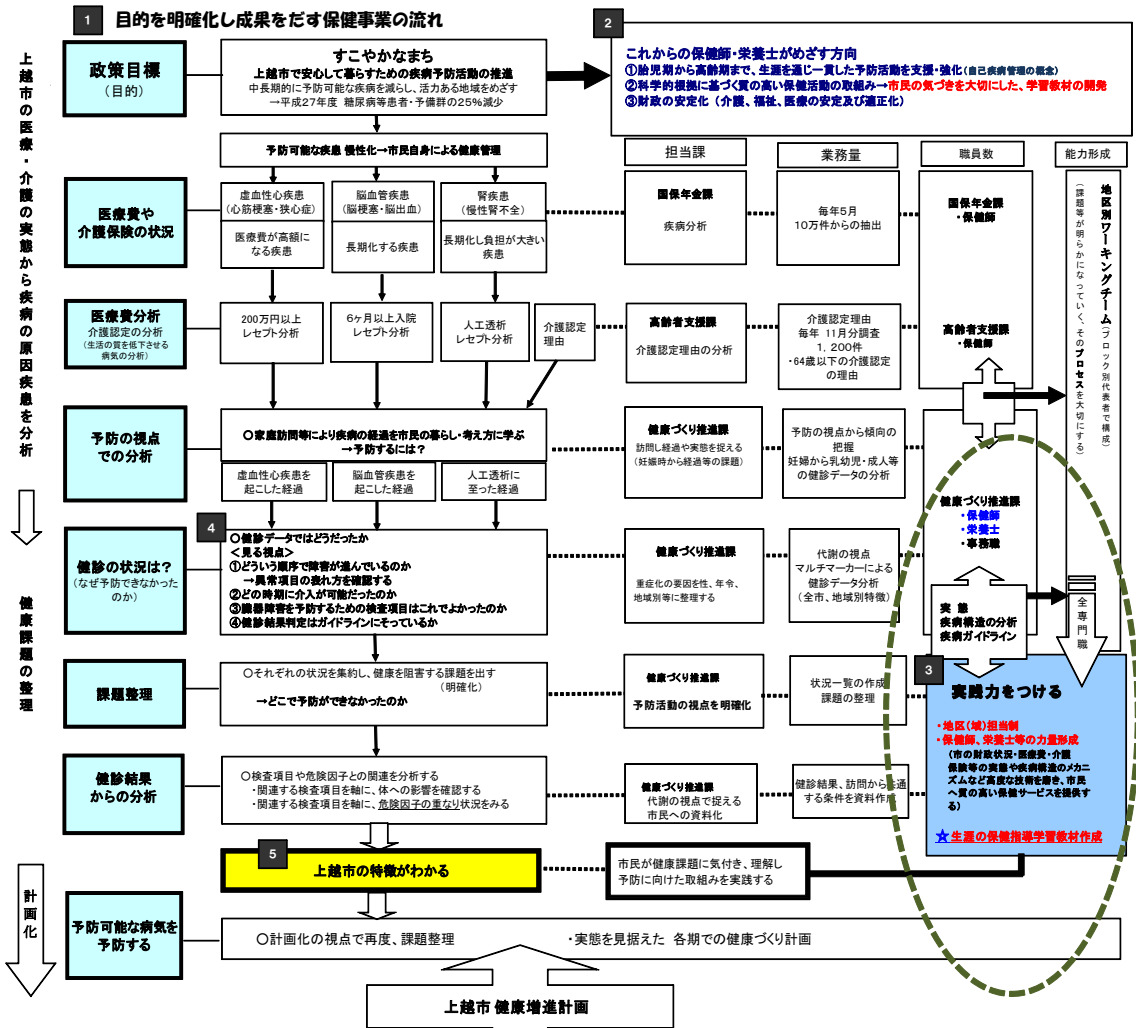 1 目的を明確化し成果をだす保健事業の流れ
上越市の医療・介護の実態から疾病の原因疾患を分析
健康課題の整理
計画化
政策目標
(目的)
すこやかなまち
上越市で安心して暮らすための疾病予防活動の推進
中長期的に予防可能な疾病を減らし、活力ある地域をめざす
→平成27年度 糖尿病等患者・予備群の25%減少
2
これからの保健師・栄養士がめざす方向
①胎児期から高齢期まで、生涯を通じ一貫した予防活動を支援・強化(自己疾病管理の概念)
②科学的根拠に基づく質の高い保健活動の取組み→市民の気づきを大切にした、学習教材の開発
③財政の安定化（介護、福祉、医療の安定及び適正化）
予防可能な疾患 慢性化→市民自身による健康管理
担当課
業務量
職員数
能力形成
医療費や
介護保険の状況
虚血性心疾患
(心筋梗塞・狭心症)
医療費が高額に
なる疾患
脳血管疾患
(脳梗塞・脳出血)
長期化する疾患
腎疾患
(慢性腎不全)
長期化し負担が大きい
疾患
国保年金課
疾病分析
毎年5月
10万件からの抽出
国保年金課
・保健師
地区別ワーキングチーム(ブロック別代表者で構成)
(課題等が明らかになっていく、そのプロセスを大切にする)
医療費分析
介護認定の分析
(生活の質を低下させる
病気の分析)
200万円以上
レセプト分析
6ヶ月以上入院
レセプト分析
人工透析
レセプト分析
介護認定
理由
高齢者支援課
介護認定理由の分析
介護認定理由
毎年 11月分調査
1,200件
・64歳以下の介護認定
の理由
高齢者支援課
・保健師
予防の視点
での分析
○家庭訪問等により疾病の経過を市民の暮らし・考え方に学ぶ
→予防するには？
虚血性心疾患を
起こした経過
脳血管疾患を
起こした経過
人工透析に
至った経過
健康づくり推進課
訪問し経過や実態を捉える
(妊娠時から経過等の課題)
予防の視点から傾向の
把握
妊婦から乳幼児・成人等
の健診データの分析
健康づくり推進課
・保健師
・栄養士
・事務職
健診の状況は？
(なぜ予防できなかった
のか)
4
○健診データではどうだったか
<見る視点>
①どういう順序で障害が進んでいるのか
→異常項目の表れ方を確認する
②どの時期に介入が可能だったのか
③臓器障害を予防するための検査項目はこれでよかったのか
④健診結果判定はガイドラインにそっているか
健康づくり推進課
重症化の要因を性、年令、
地域別等に整理する
代謝の視点
マルチマーカーによる
健診データ分析
(全市、地域別特徴)
実 態
疾病構造の分析
疾病ガイドライン
全専門職
課題整理
○それぞれの状況を集約し、健康を阻害する課題を出す
(明確化)
→どこで予防ができなかったのか
健康づくり推進課
予防活動の視点を明確化
状況一覧の作成
課題の整理
3
実践力をつける
・地区(域)担当制
・保健師、栄養士等の力量形成
(市の財政状況・医療費・介護
保険等の実態や疾病構造のメカニ
ズムなど高度な技術を磨き、市民
へ質の高い保健サービスを提供す
る)
☆生涯の保健指導学習教材作成
健診結果
からの分析
○検査項目や危険因子との関連を分析する
・関連する検査項目を軸に、体への影響を確認する
・関連する検査項目を軸に、危険因子の重なり状況をみる
健康づくり推進課
代謝の視点で捉える
市民への資料化
健診結果、訪問から共通
する条件を資料作成
5
上越市の特徴がわかる
市民が健康課題に気付き、理解し
予防に向けた取組みを実践する
予防可能な病気を
予防する
○計画化の視点で再度、課題整理
・実態を見据えた 各期での健康づくり計画
上越市 健康増進計画